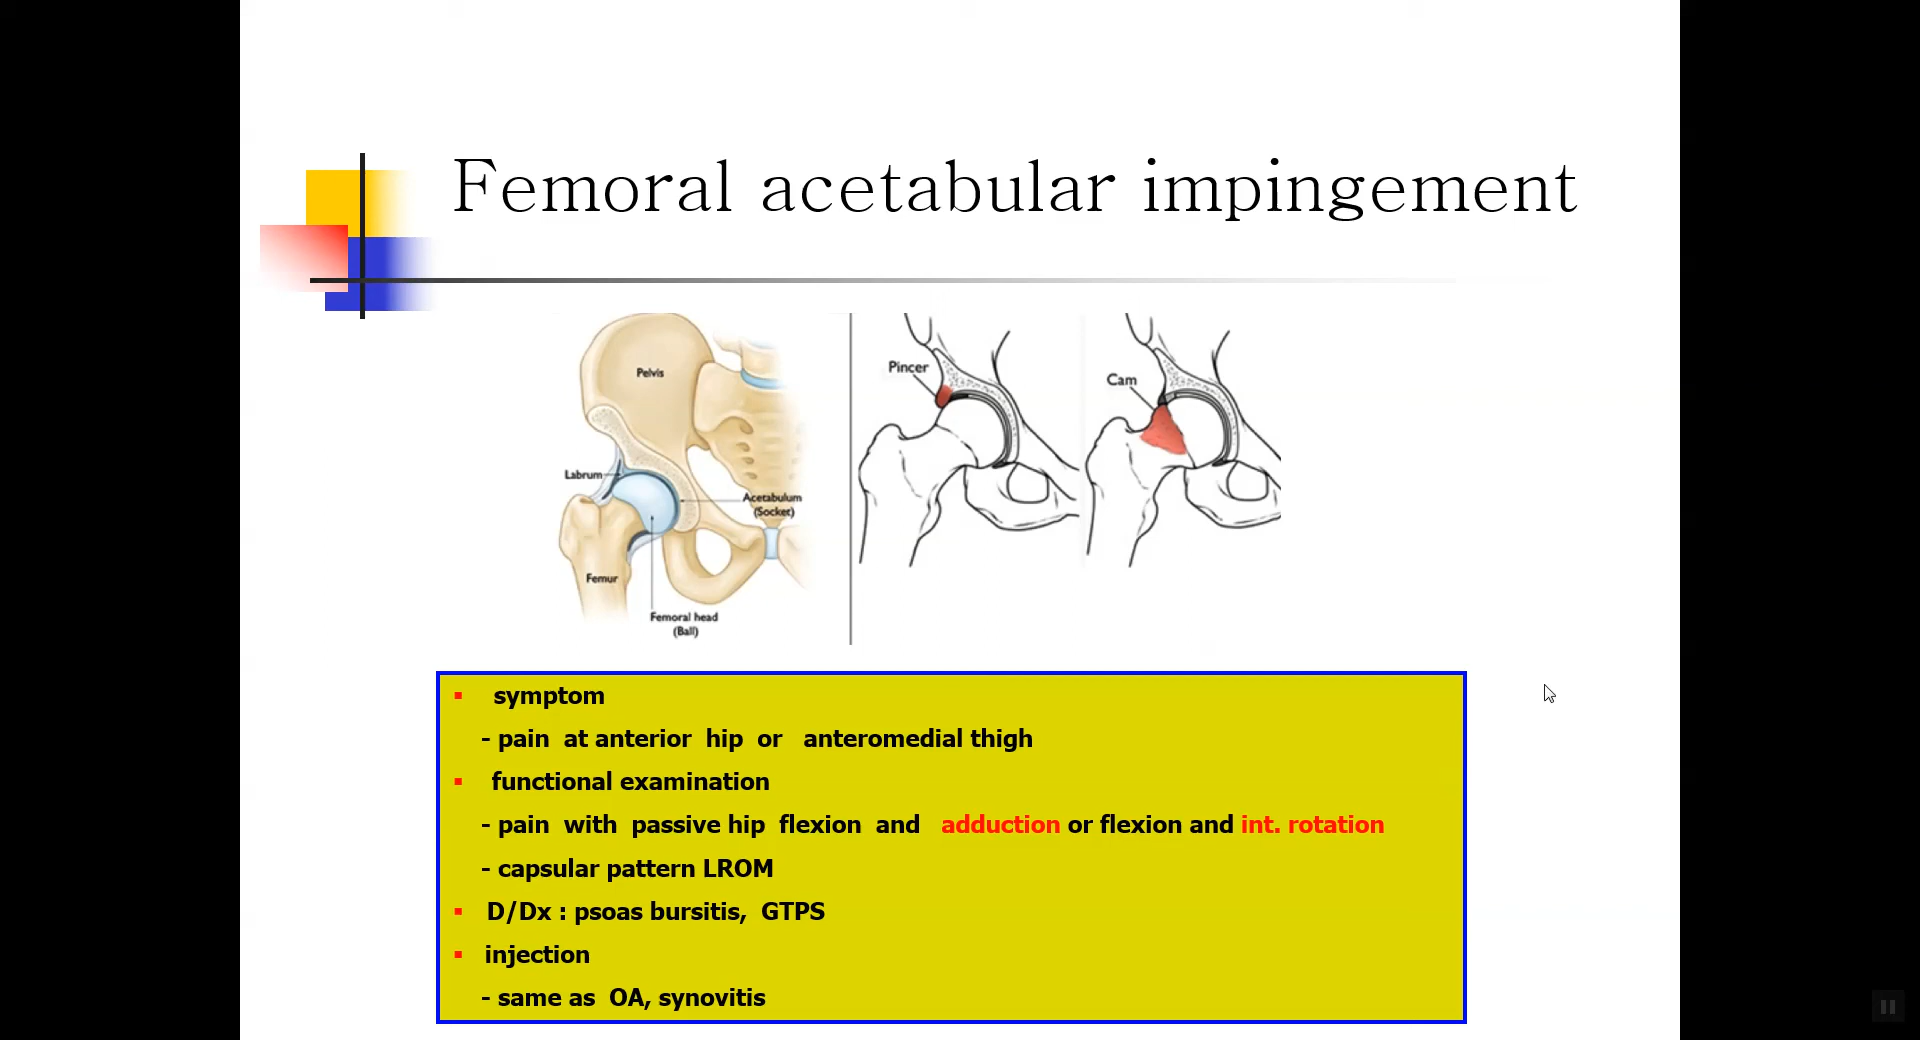 Femoral acetabular impingement
Pelvis
Labrum
Acetabulum
(Socket)
Femur
Femoral head
(Ball)
Pincer
Cam
▪ symptom
- pain at anterior hip or anteromedial thigh
▪ functional examination
- pain with passive hip flexion and adduction or flexion and int. rotation
- capsular pattern LROM
▪ D/Dx : psoas bursitis, GTPS
▪ injection
- same as OA, synovitis